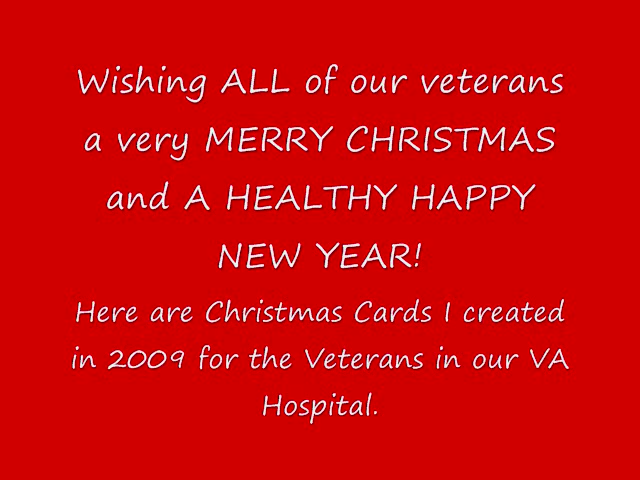 Wishing ALL of our veterans
a very MERRY CHRISTMAS
and A HEALTHY HAPPY
NEW YEAR!
Here are Christmas Cards I created
in 2009 for the Veterans in our VA
Hospital.